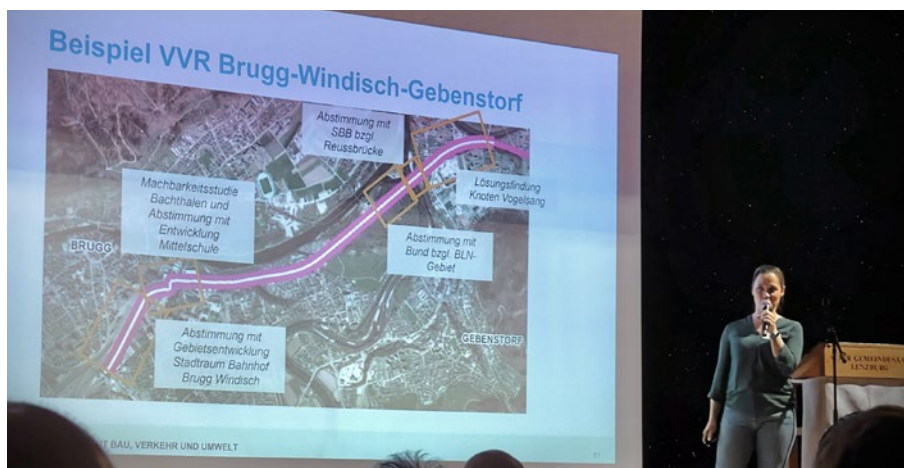 Beispiel VVR Brugg-Windisch-Gebenstorf
Abstimmung mit
SBB bzgl
Reussbrücke
Machbarkeitsstudie
Bachthalen und
Abstimmung mit
Entwicklung
Mittelschule
Lösungsfindung
Knoten Vogelsang
BRUGG
Abstimmung mit
Bund bzgl. BLN-
Gebiet
Abstimmung mit
Gebietsentwicklung
Stadtraum Bahnhof
Brugg Windisch
GEBENSTORF
BAU, VERKEHR UND UMWELT
LENZBURG